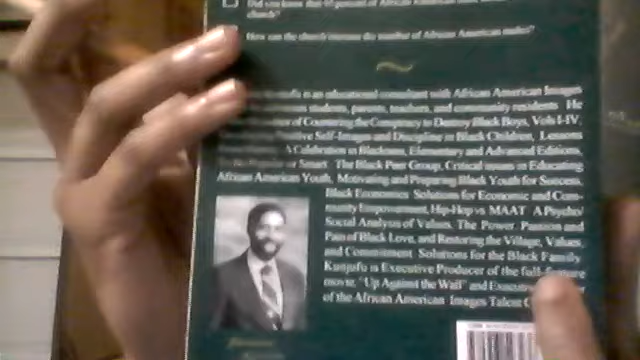 Did you know that of African American
church?
How can the church increase the number of African American males?
is an educational consultant with African American Images
students, parents, teachers, and community residents. He
of Countering the Conspiracy to Destroy Black Boys, Vols I-IV,
Positive Self-Images and Discipline in Black Children, Lessons
A Celebration in Blackness, Elementary and Advanced Editions,
or Smart: The Black Peer Group, Critical Issues in Educating
African American Youth, Motivating and Preparing Black Youth for Success,
Black Economics: Solutions for Economic and Com-
munity Empowerment, Hip-Hop vs MAAT: A Psycho/
Social Analysis of Values, The Power, Passion and
Pain of Black Love, and Restoring the Village, Values,
and Commitment: Solutions for the Black Family.
Kunjufu is Executive Producer of the full-feature
movie, "Up Against the Wall" and Executive
of the African American Images Talent